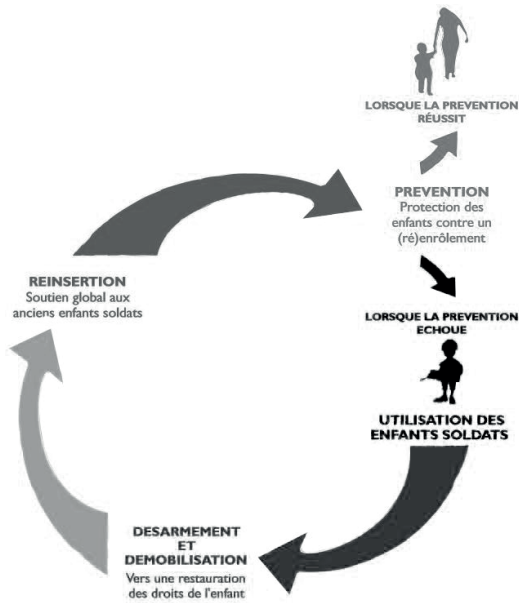 LORSQUE LA PREVENTION
RÉUSSIT
PREVENTION
Protection des
enfants contre un
(ré)enrôlement
LORSQUE LA PREVENTION
ECHOUE
UTILISATION DES
ENFANTS SOLDATS
DESARMEMENT
ET
DEMOBILISATION
Vers une restauration
des droits de l'enfant
REINSERTION
Soutien global aux
anciens enfants soldats